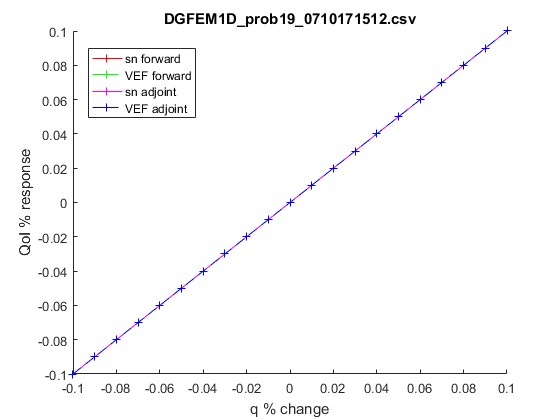 DGFEM1D_prob19_0710171512.csv
sn forward
VEF forward
sn adjoint
VEF adjoint
QoI % response
0.1
0.08
0.06
0.04
0.02
0
-0.02
-0.04
-0.06
-0.08
-0.1
-0.1 -0.08 -0.06 -0.04 -0.02 0 0.02 0.04 0.06 0.08 0.1
q % change